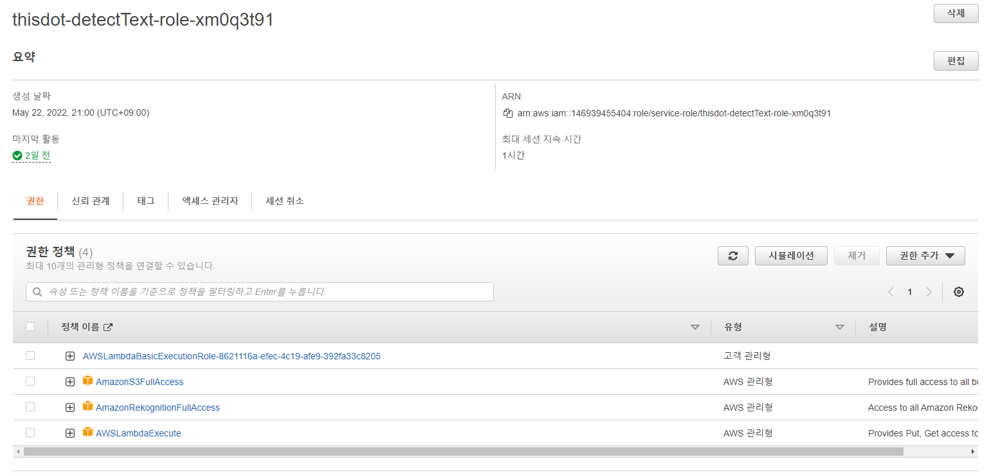 thisdot-detectText-role-xm0q3t91
삭제
요약
편집
생성 날짜
May 22, 2022, 21:00 (UTC+09:00)
ARN
arn:aws:iam::146939455404:role/service-role/thisdot-detectText-role-xm0q3t91
마지막 활동
2일 전
최대 세션 지속 시간
1시간
권한 신뢰 관계 태그 액세스 관리자 세션 취소
권한 정책 (4)
최대 10개의 관리형 정책을 연결할 수 있습니다.
시뮬레이션 제거 권한 추가
속성 또는 정책 이름을 기준으로 정책을 필터링하고 Enter를 누릅니다.
1
정책 이름 유형 설명
AWSLambdaBasicExecutionRole-8621116a-efec-4c19-afe9-392fa33c8205 고객 관리형
AmazonS3FullAccess AWS 관리형 Provides full access to all bu
AmazonRekognitionFullAccess AWS 관리형 Access to all Amazon Reko
AWSLambdaExecute AWS 관리형 Provides Put, Get access to